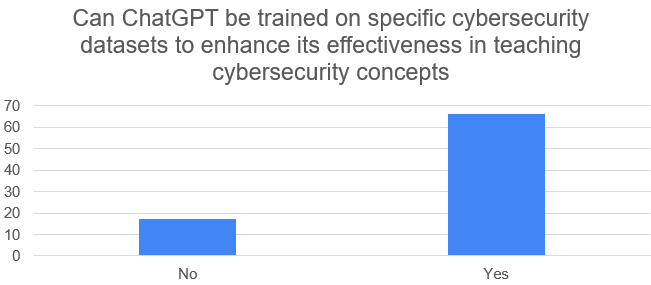 Can ChatGPT be trained on specific cybersecurity
datasets to enhance its effectiveness in teaching
cybersecurity concepts
70
60
50
40
30
20
10
0
No Yes